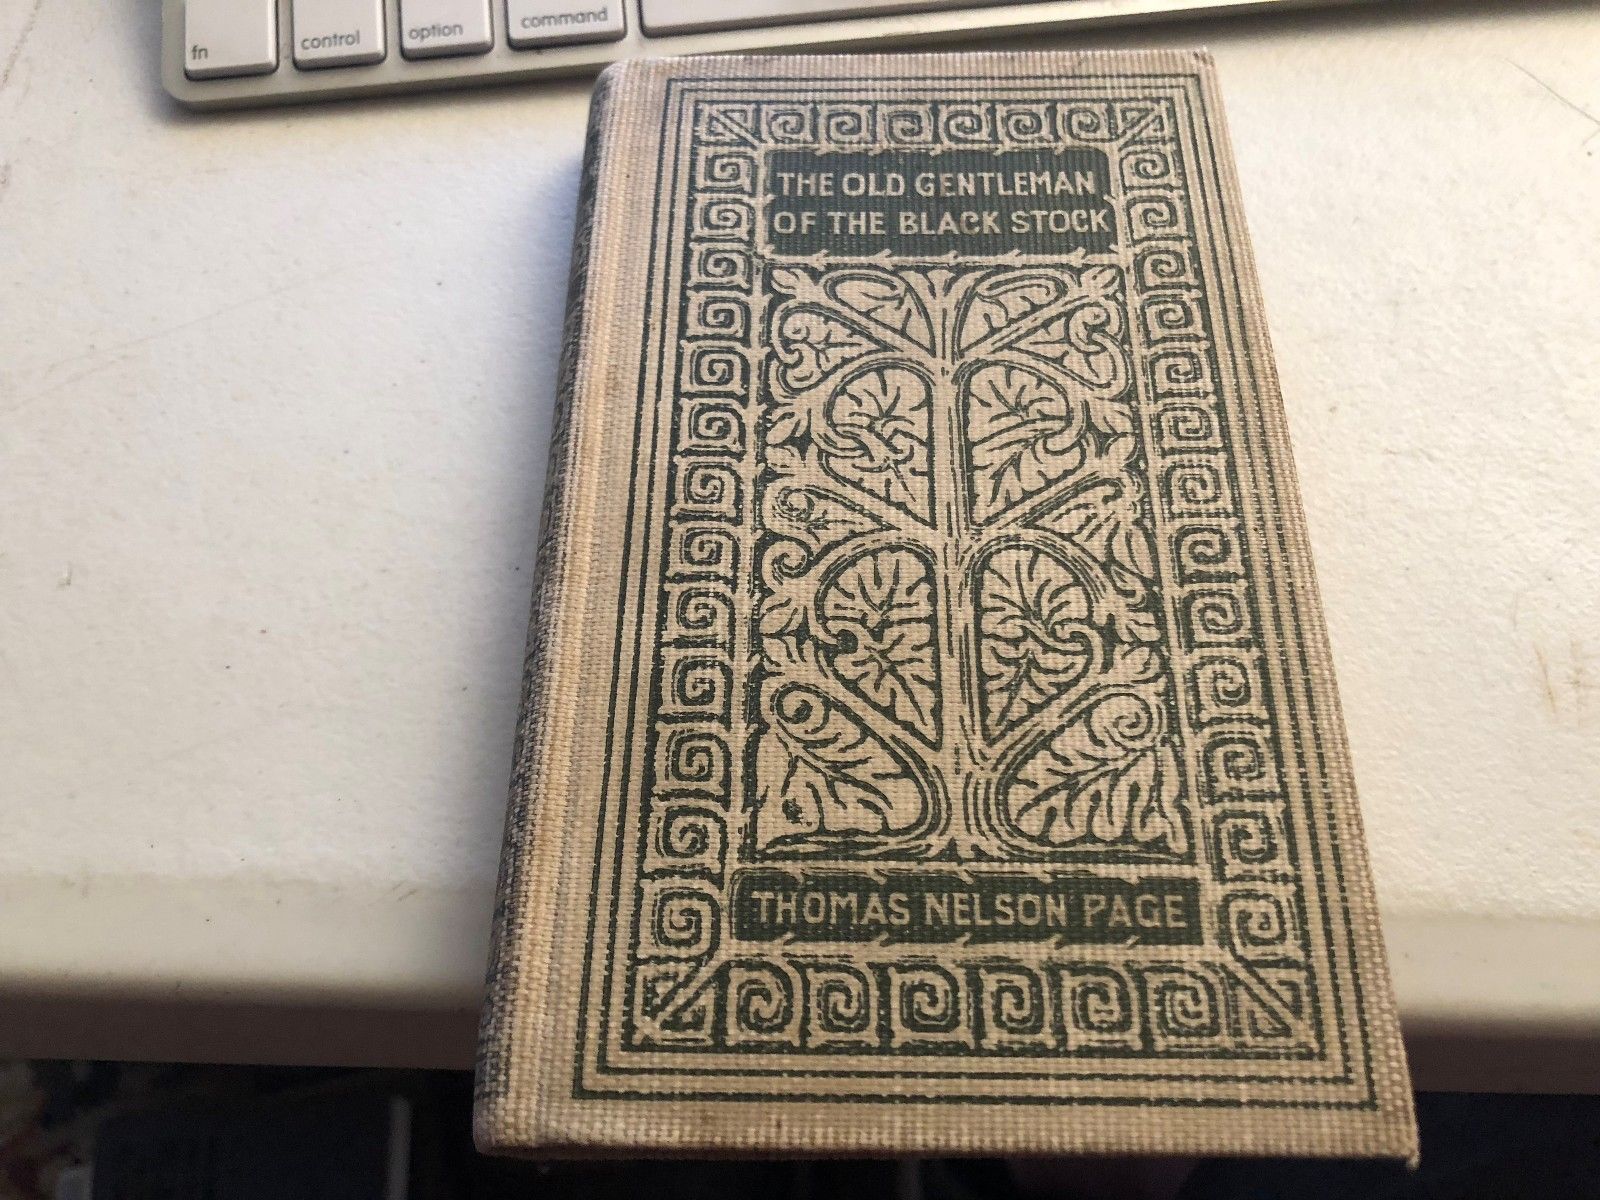 fn
control
option
command
THE OLD GENTLEMAN
OF THE BLACK STOCK
THOMAS NELSON PAGE